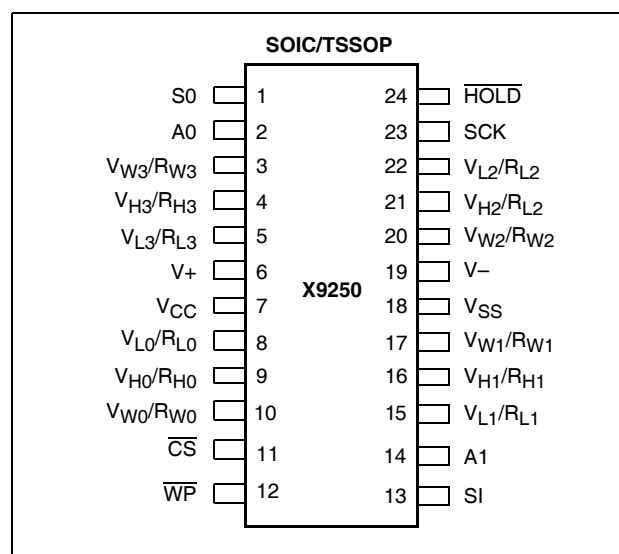 SOIC/TSSOP
S0 1 24 H̅O̅L̅D̅
A0 2 23 SCK
VW3/RW3 3 22 VL2/RL2
VH3/RH3 4 21 VH2/RL2
VL3/RL3 5 20 VW2/RW2
V+ 6 19 V–
X9250
VCC 7 18 VSS
VL0/RL0 8 17 VW1/RW1
VH0/RH0 9 16 VH1/RH1
VW0/RW0 10 15 VL1/RL1
C̅S̅ 11 14 A1
W̅P̅ 12 13 SI